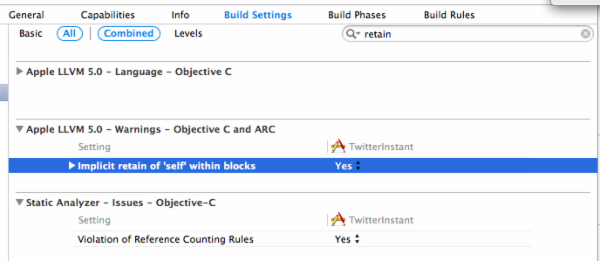 General Capabilities Info Build Settings Build Phases Build Rules
Basic All Combined Levels retain
Apple LLVM 5.0 - Language - Objective C
Apple LLVM 5.0 - Warnings - Objective C and ARC
Setting TwitterInstant
Implicit retain of 'self' within blocks Yes
Static Analyzer - Issues - Objective-C
Setting TwitterInstant
Violation of Reference Counting Rules Yes